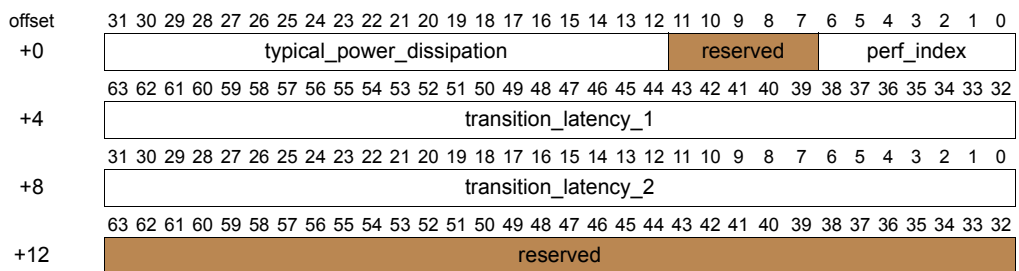 offset 31 30 29 28 27 26 25 24 23 22 21 20 19 18 17 16 15 14 13 12 11 10 9 8 7 6 5 4 3 2 1 0
+0 typical_power_dissipation reserved perf_index
63 62 61 60 59 58 57 56 55 54 53 52 51 50 49 48 47 46 45 44 43 42 41 40 39 38 37 36 35 34 33 32
+4 transition_latency_1
31 30 29 28 27 26 25 24 23 22 21 20 19 18 17 16 15 14 13 12 11 10 9 8 7 6 5 4 3 2 1 0
+8 transition_latency_2
63 62 61 60 59 58 57 56 55 54 53 52 51 50 49 48 47 46 45 44 43 42 41 40 39 38 37 36 35 34 33 32
+12 reserved